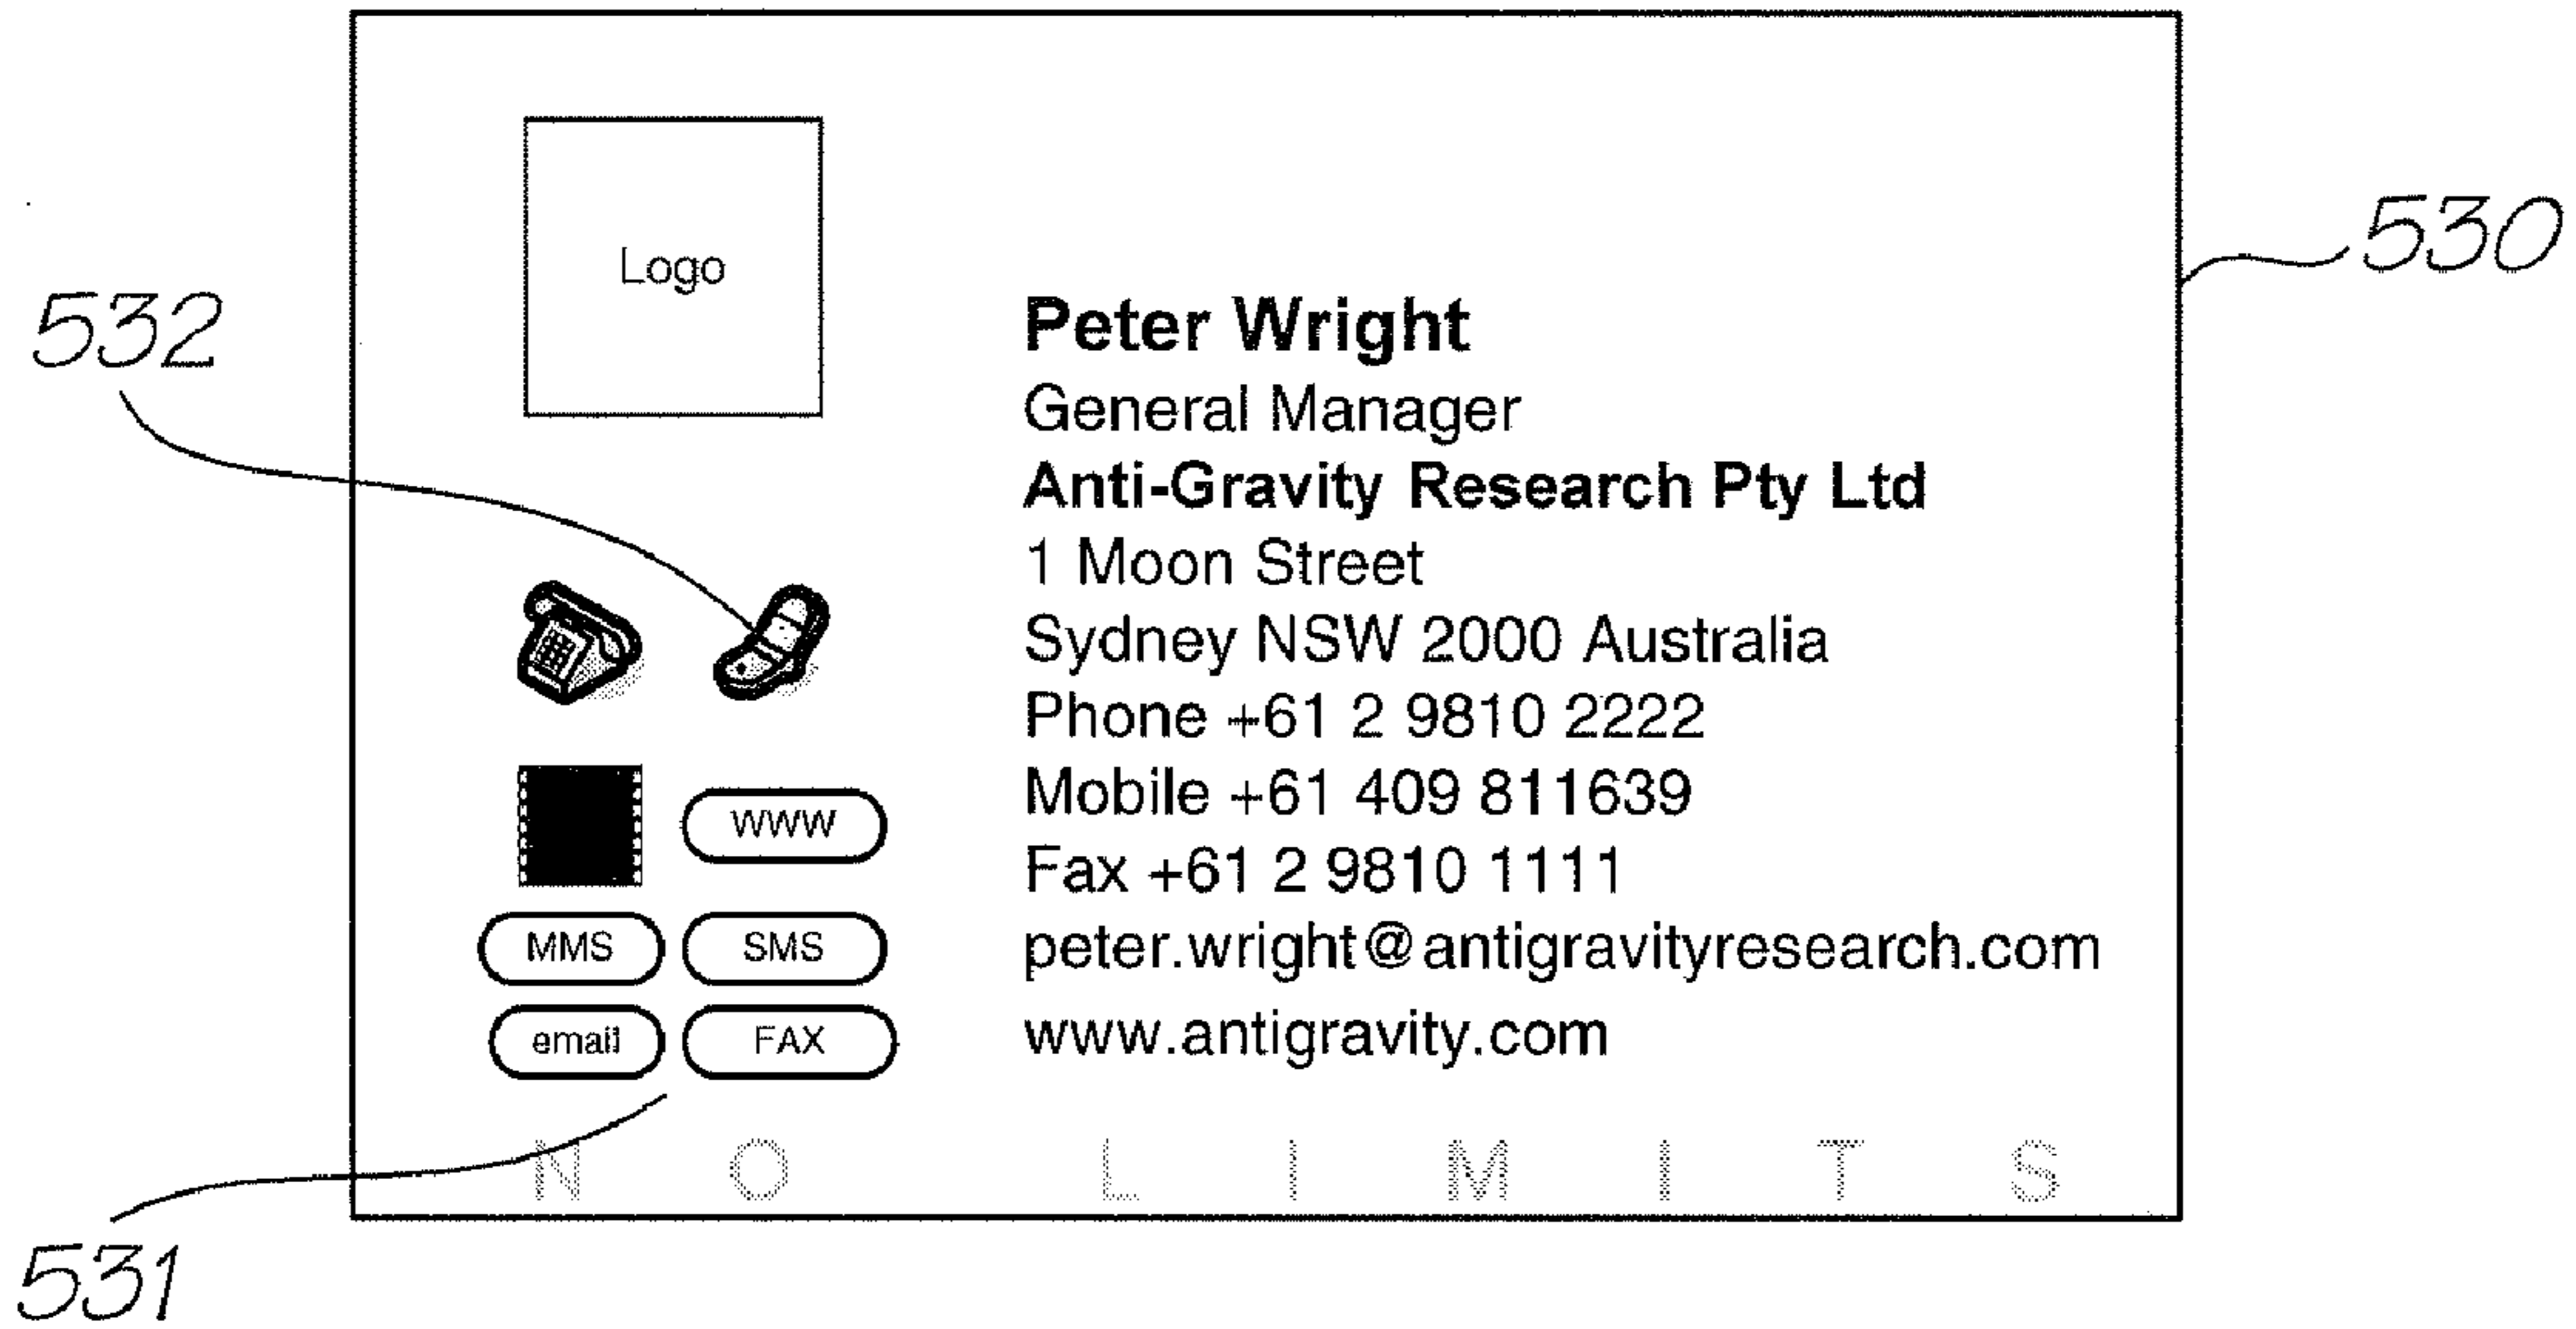 530
Logo
532
Peter Wright
General Manager
Anti-Gravity Research Pty Ltd
1 Moon Street
Sydney NSW 2000 Australia
Phone +61 2 9810 2222
Mobile +61 409 811639
Fax +61 2 9810 1111
peter.wright@antigravityresearch.com
www.antigravity.com
WWW
MMS SMS
email FAX
NO LIMITS
531